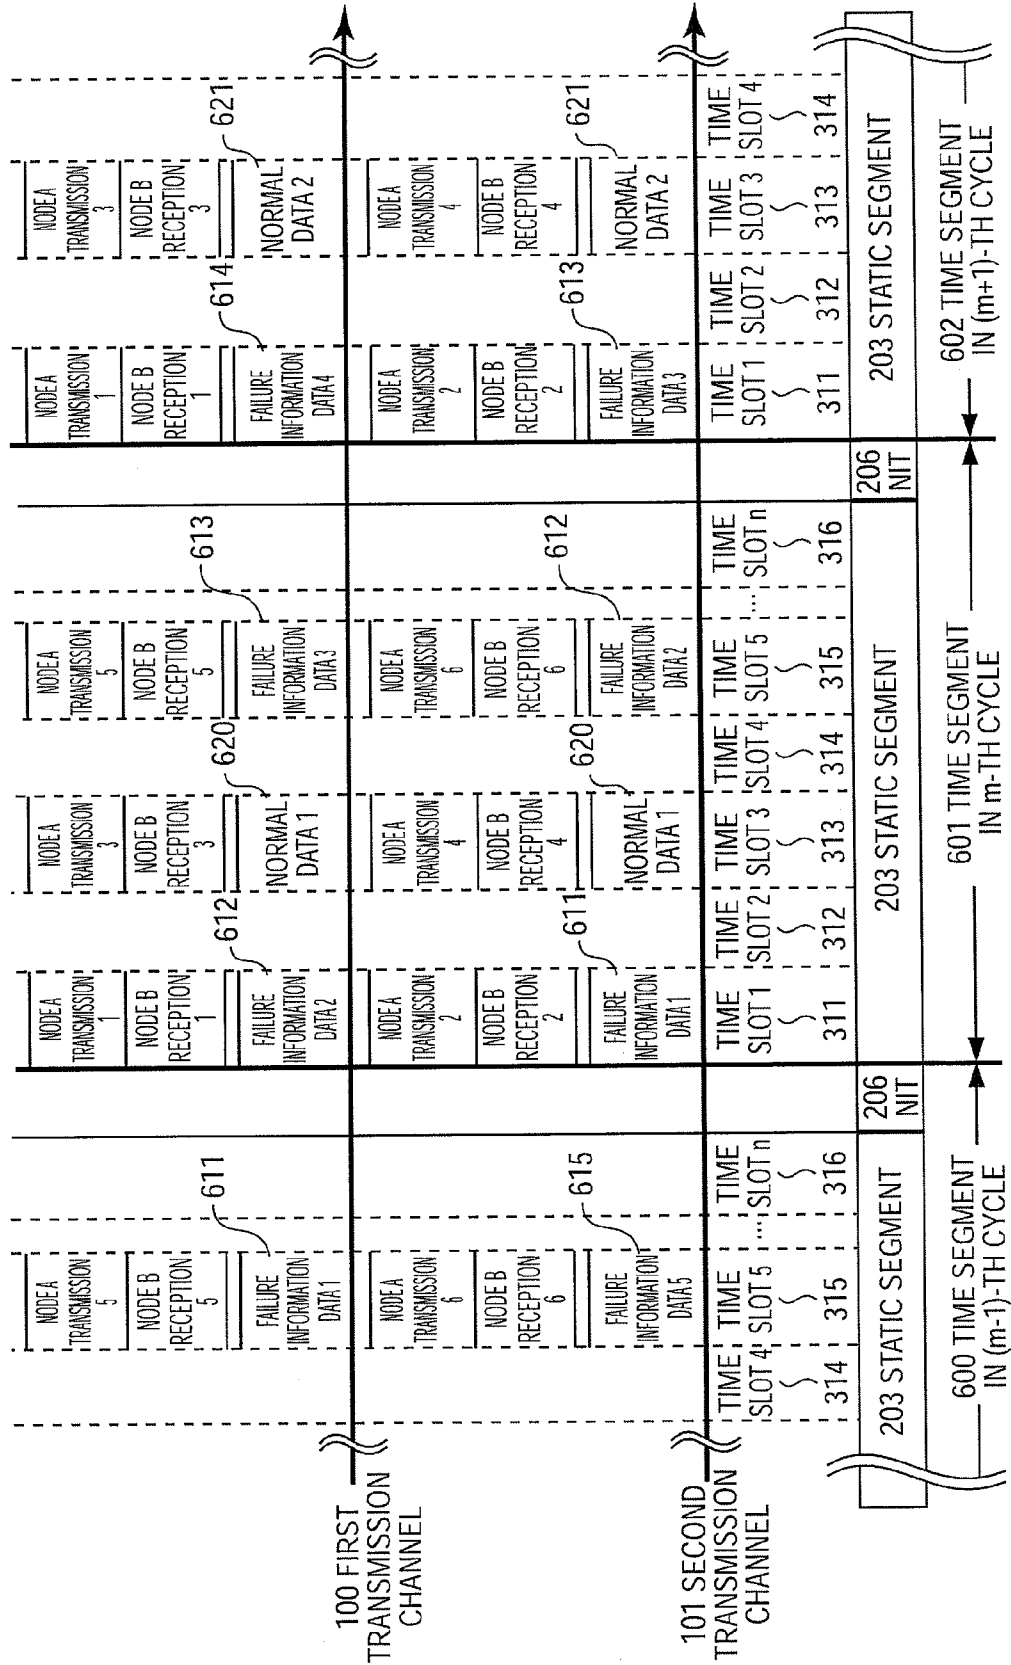 100 FIRST
TRANSMISSION
CHANNEL
611
NODE A
TRANSMISSION
5
NODE B
RECEPTION
5
FAILURE
INFORMATION
DATA1
612
NODE A
TRANSMISSION
1
NODE B
RECEPTION
1
FAILURE
INFORMATION
DATA2
620
NODE A
TRANSMISSION
3
NODE B
RECEPTION
3
NORMAL
DATA 1
613
NODE A
TRANSMISSION
5
NODE B
RECEPTION
5
FAILURE
INFORMATION
DATA3
614
NODE A
TRANSMISSION
1
NODE B
RECEPTION
1
FAILURE
INFORMATION
DATA4
621
NODE A
TRANSMISSION
3
NODE B
RECEPTION
3
NORMAL
DATA 2
101 SECOND
TRANSMISSION
CHANNEL
615
NODE A
TRANSMISSION
6
NODE B
RECEPTION
6
FAILURE
INFORMATION
DATA5
611
NODE A
TRANSMISSION
2
NODE B
RECEPTION
2
FAILURE
INFORMATION
DATA1
620
NODE A
TRANSMISSION
4
NODE B
RECEPTION
4
NORMAL
DATA 1
612
NODE A
TRANSMISSION
6
NODE B
RECEPTION
6
FAILURE
INFORMATION
DATA2
613
NODE A
TRANSMISSION
2
NODE B
RECEPTION
2
FAILURE
INFORMATION
DATA3
621
NODE A
TRANSMISSION
4
NODE B
RECEPTION
4
NORMAL
DATA 2
TIME
SLOT 4
314
TIME
SLOT 5
315
...
TIME
SLOT n
316
TIME
SLOT 1
311
TIME
SLOT 2
312
TIME
SLOT 3
313
TIME
SLOT 4
314
TIME
SLOT 5
315
...
TIME
SLOT n
316
TIME
SLOT 1
311
TIME
SLOT 2
312
TIME
SLOT 3
313
TIME
SLOT 4
314
203 STATIC SEGMENT
206
NIT
203 STATIC SEGMENT
206
NIT
203 STATIC SEGMENT
600 TIME SEGMENT
IN (m-1)-TH CYCLE
601 TIME SEGMENT
IN m-TH CYCLE
602 TIME SEGMENT
IN (m+1)-TH CYCLE